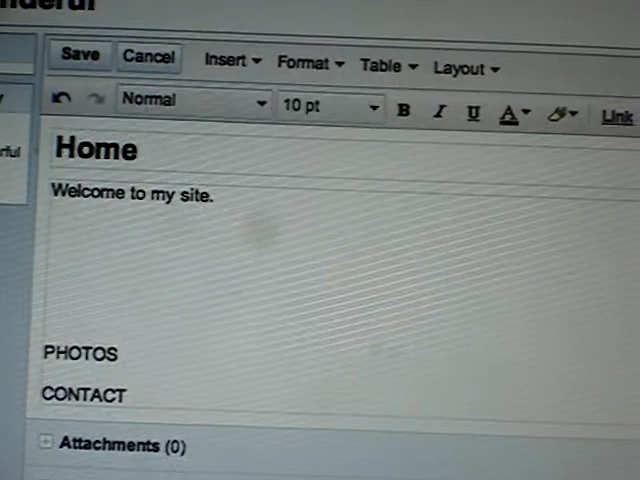 Save Cancel Insert Format Table Layout
Normal 10 pt B I U A Link
Home
Welcome to my site.
PHOTOS
CONTACT
Attachments (0)